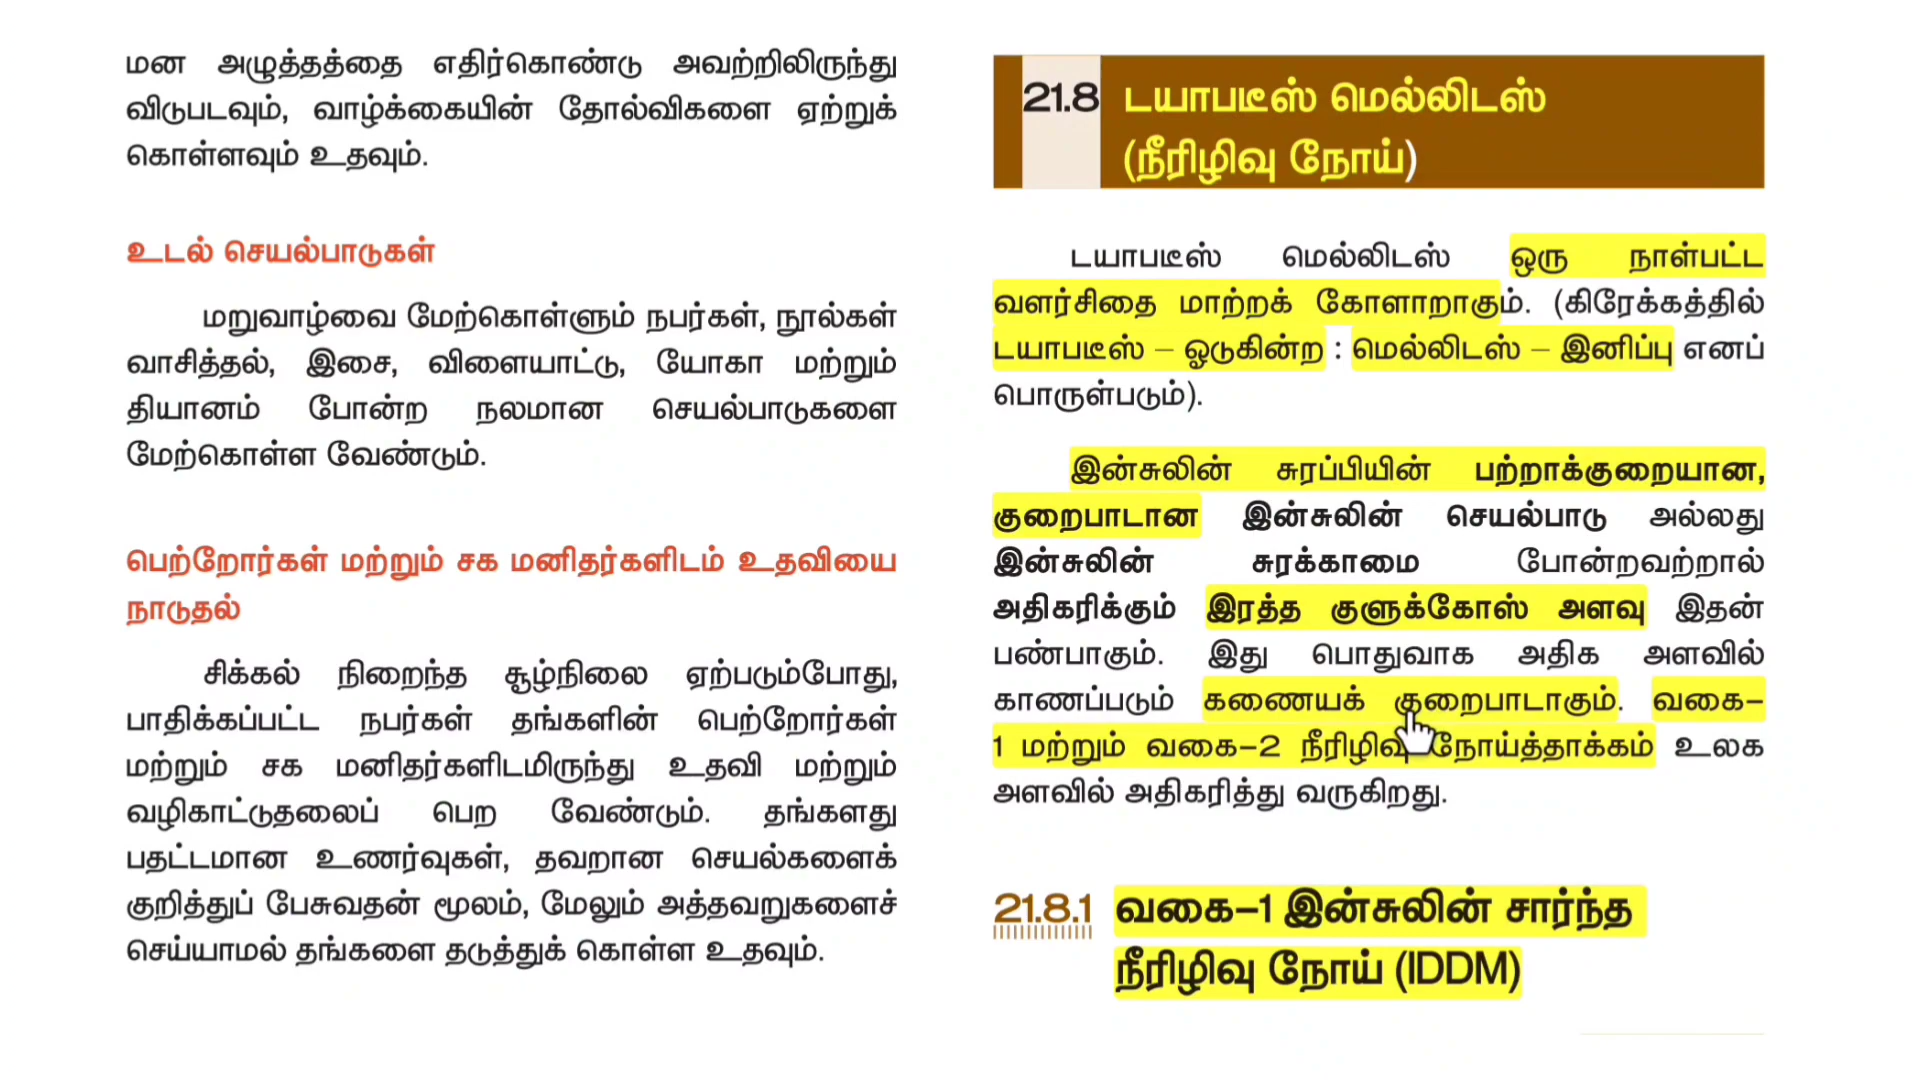 மன அழுத்தத்தை எதிர்கொண்டு அவற்றிலிருந்து
விடுபடவும், வாழ்க்கையின் தோல்விகளை ஏற்றுக்
கொள்ளவும் உதவும்.
உடல் செயல்பாடுகள்
மறுவாழ்வை மேற்கொள்ளும் நபர்கள், நூல்கள்
வாசித்தல், இசை, விளையாட்டு, யோகா மற்றும்
தியானம் போன்ற நலமான செயல்பாடுகளை
மேற்கொள்ள வேண்டும்.
பெற்றோர்கள் மற்றும் சக மனிதர்களிடம் உதவியை
நாடுதல்
சிக்கல் நிறைந்த சூழ்நிலை ஏற்படும்போது,
பாதிக்கப்பட்ட நபர்கள் தங்களின் பெற்றோர்கள்
மற்றும் சக மனிதர்களிடமிருந்து உதவி மற்றும்
வழிகாட்டுதலைப் பெற வேண்டும். தங்களது
பதட்டமான உணர்வுகள், தவறான செயல்களைக்
குறித்துப் பேசுவதன் மூலம், மேலும் அத்தவறுகளைச்
செய்யாமல் தங்களை தடுத்துக் கொள்ள உதவும்.
21.8 டயாபடீஸ் மெல்லிடஸ்
(நீரிழிவு நோய்)
டயாபடீஸ் மெல்லிடஸ் ஒரு நாள்பட்ட
வளர்சிதை மாற்றக் கோளாறாகும். (கிரேக்கத்தில்
டயாபடீஸ் – ஓடுகின்ற : மெல்லிடஸ் – இனிப்பு எனப்
பொருள்படும்).
இன்சுலின் சுரப்பியின் பற்றாக்குறையான,
குறைபாடான இன்சுலின் செயல்பாடு அல்லது
இன்சுலின் சுரக்காமை போன்றவற்றால்
அதிகரிக்கும் இரத்த குளுக்கோஸ் அளவு இதன்
பண்பாகும். இது பொதுவாக அதிக அளவில்
காணப்படும் கணையக் குறைபாடாகும். வகை–
1 மற்றும் வகை–2 நீரிழிவு நோய்த்தாக்கம் உலக
அளவில் அதிகரித்து வருகிறது.
21.8.1 வகை–1 இன்சுலின் சார்ந்த
நீரிழிவு நோய் (IDDM)